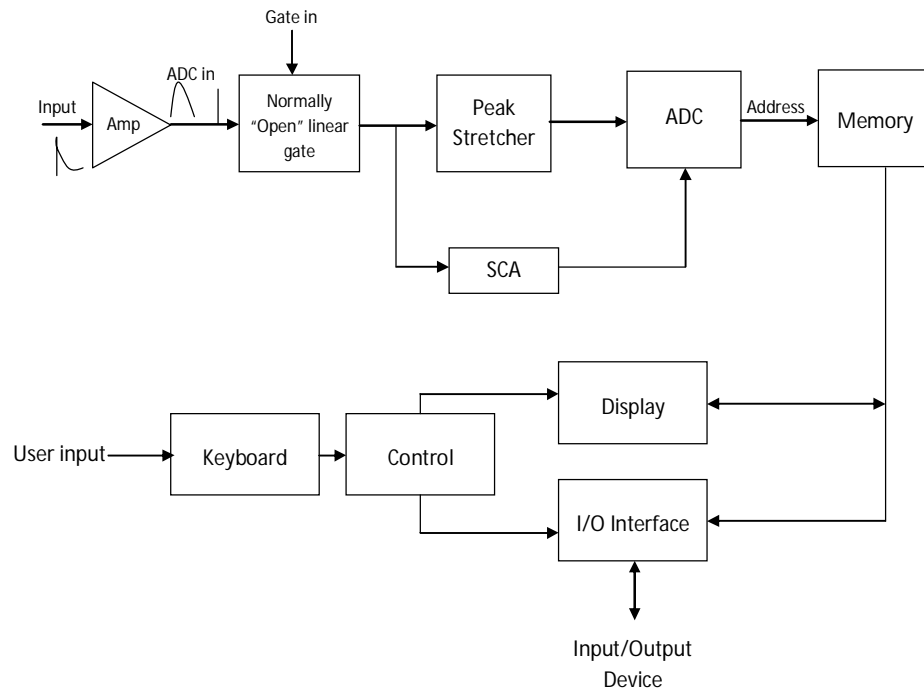 Gate in
ADC in
Input
Amp
Normally
“Open” linear
gate
Peak
Stretcher
ADC
Address
Memory
SCA
Display
User input
Keyboard
Control
I/O Interface
Input/Output
Device